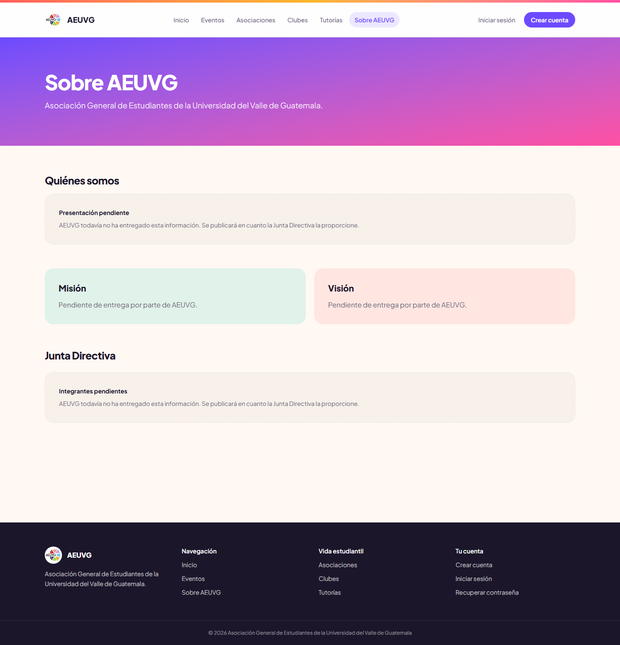 AEUVG
Inicio
Eventos
Asociaciones
Clubes
Tutorías
Sobre AEUVG
Iniciar sesión
Crear cuenta
Sobre AEUVG
Asociación General de Estudiantes de la Universidad del Valle de Guatemala.
Quiénes somos
Presentación pendiente
AEUVG todavía no ha entregado esta información. Se publicará en cuanto la Junta Directiva la proporcione.
Misión
Pendiente de entrega por parte de AEUVG.
Visión
Pendiente de entrega por parte de AEUVG.
Junta Directiva
Integrantes pendientes
AEUVG todavía no ha entregado esta información. Se publicará en cuanto la Junta Directiva la proporcione.
AEUVG
Asociación General de Estudiantes de la
Universidad del Valle de Guatemala.
Navegación
Inicio
Eventos
Sobre AEUVG
Vida estudiantil
Asociaciones
Clubes
Tutorías
Tu cuenta
Crear cuenta
Iniciar sesión
Recuperar contraseña
© 2026 Asociación General de Estudiantes de la Universidad del Valle de Guatemala